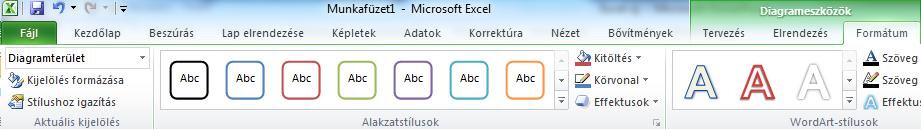 Munkafüzet1 - Microsoft Excel
Diagrameszközök
Fájl Kezdőlap Beszúrás Lap elrendezése Képletek Adatok Korrektúra Nézet Bővítmények Tervezés Elrendezés Formátum
Diagramterület
Kijelölés formázása
Stílushoz igazítás
Aktuális kijelölés
Abc Abc Abc Abc Abc Abc Abc
Alakzatstílusok
Kitöltés
Körvonal
Effektusok
A A A
Szöveg
Szöveg
Effektus
WordArt-stílusok